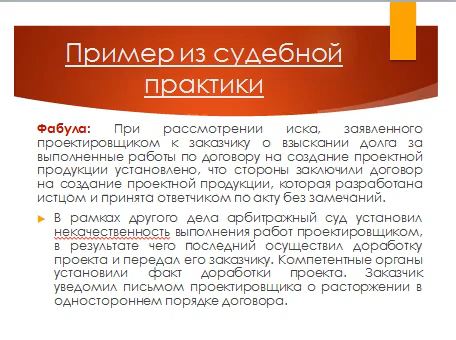 Пример из судебной
практики
Фабула: При рассмотрении иска, заявленного
проектировщиком к заказчику о взыскании долга за
выполненные работы по договору на создание проектной
продукции установлено, что стороны заключили договор
на создание проектной продукции, которая разработана
истцом и принята ответчиком по акту без замечаний.
В рамках другого дела арбитражный суд установил
некачественность выполнения работ проектировщиком,
в результате чего последний осуществил доработку
проекта и передал его заказчику. Компетентные органы
установили факт доработки проекта. Заказчик
уведомил письмом проектировщика о расторжении в
одностороннем порядке договора.